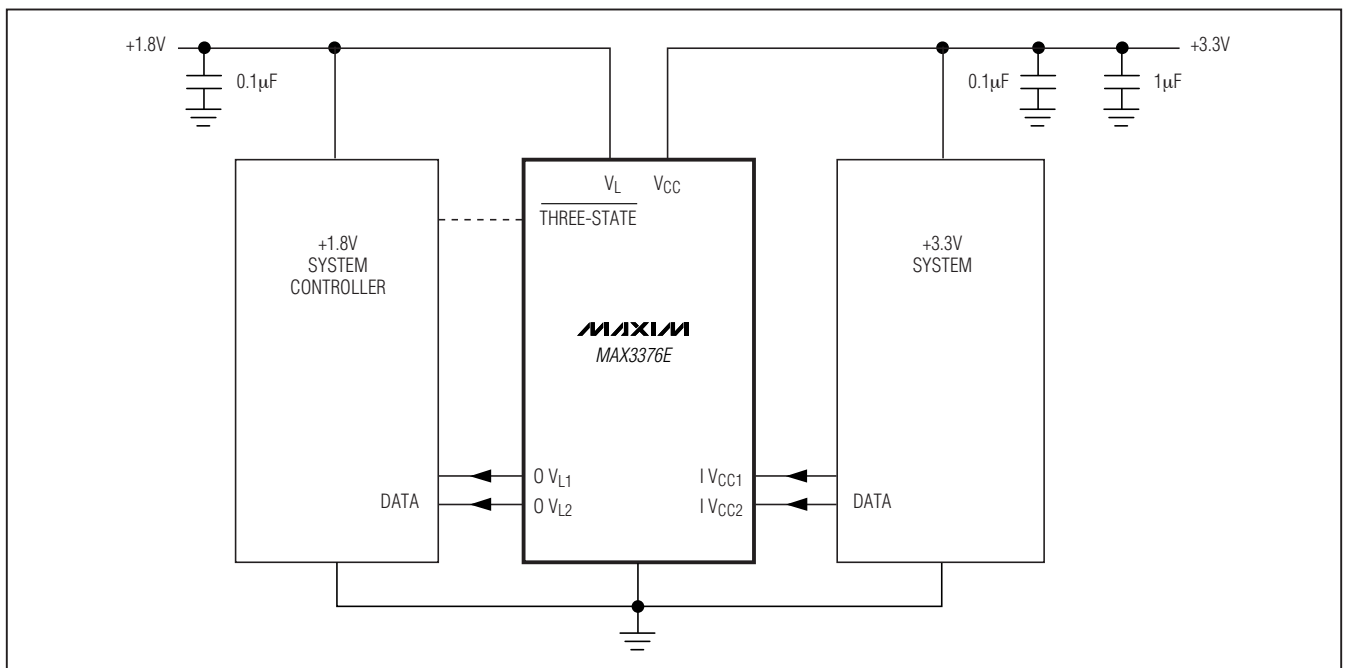 +1.8V
+3.3V
0.1μF
0.1μF
1μF
VL VCC
THREE-STATE
+1.8V
SYSTEM
CONTROLLER
+3.3V
SYSTEM
MAXIM
MAX3376E
O VL1
I VCC1
DATA
O VL2
I VCC2
DATA